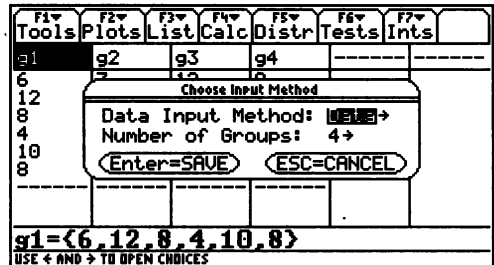 F1 F2 F3 F4 F5 F6 F7
Tools Plots List Calc Distr Tests Ints
g1 g2 g3 g4 ------ ------
6
12
8
4
10
8
Choose Input Method
Data Input Method: →
Number of Groups: 4→
Enter=SAVE ESC=CANCEL
------ ------ ------ ------
g1={6,12,8,4,10,8}
USE ← AND → TO OPEN CHOICES